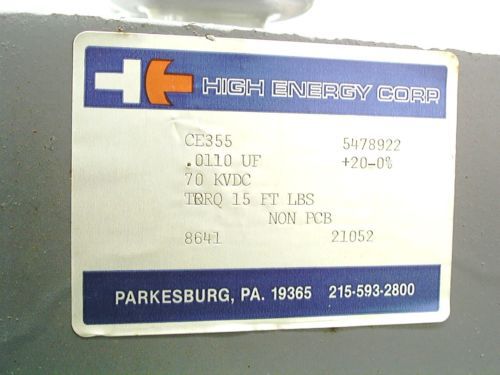 HIGH ENERGY CORP.
CE355 5478922
.0110 UF +20-0%
70 KVDC
TRRQ 15 FT LBS
NON PCB
8641 21052
PARKESBURG, PA. 19365 215-593-2800